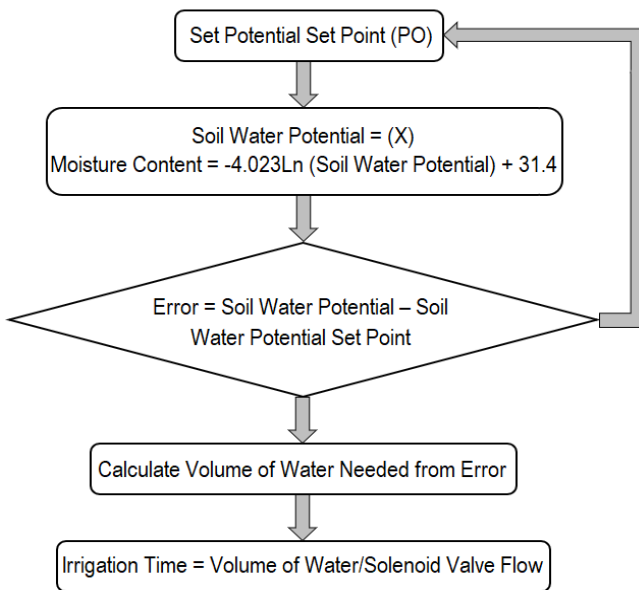 Set Potential Set Point (PO)
Soil Water Potential = (X)
Moisture Content = -4.023Ln (Soil Water Potential) + 31.4
Error = Soil Water Potential – Soil
Water Potential Set Point
Calculate Volume of Water Needed from Error
Irrigation Time = Volume of Water/Solenoid Valve Flow